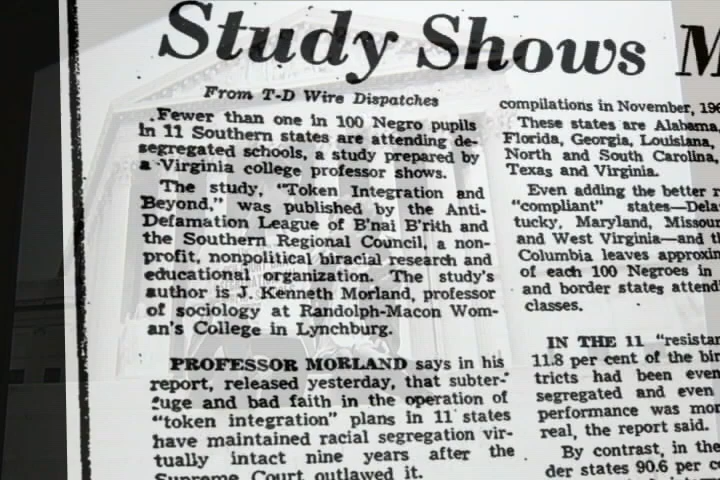 Study Shows M
From T-D Wire Dispatches
Fewer than one in 100 Negro pupils
in 11 Southern states are attending de-
segregated schools, a study prepared by
a Virginia college professor shows.
The study, "Token Integration and
Beyond," was published by the Anti-
Defamation League of B'nai B'rith and
the Southern Regional Council, a non-
profit, nonpolitical biracial research and
educational organization. The study's
author is J. Kenneth Morland, professor
of sociology at Randolph-Macon Wom-
an's College in Lynchburg.
PROFESSOR MORLAND says in his
report, released yesterday, that subter-
fuge and bad faith in the operation of
"token integration" plans in 11 states
have maintained racial segregation vir-
tually intact nine years after the
Supreme Court outlawed it.
compilations in November, 196
These states are Alabama,
Florida, Georgia, Louisiana,
North and South Carolina,
Texas and Virginia.
Even adding the better r
"compliant" states—Dela
tucky, Maryland, Missour
and West Virginia—and th
Columbia leaves approxin
of each 100 Negroes in
and border states attend
classes.
IN THE 11 "resistan
11.8 per cent of the bir
tricts had been even
segregated and even
performance was mor
real, the report said.
By contrast, in the
der states 90.6 per c